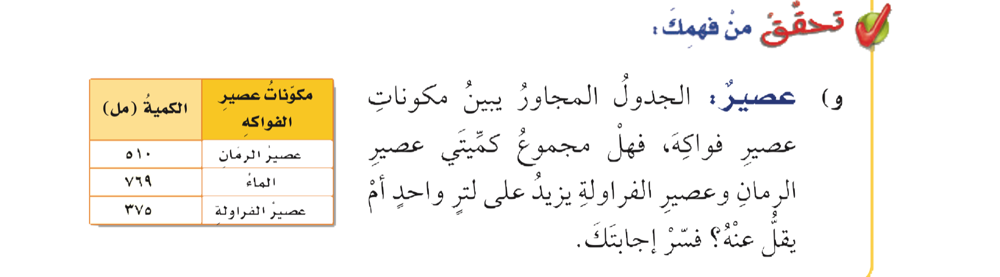 تحقَّقْ منْ فهمِكَ:
و) عصيرٌ: الجدولُ المجاورُ يبينُ مكوناتِ
عصيرِ فواكِهَ، فهلْ مجموعُ كمِّيتَي عصيرِ
الرمانِ وعصيرِ الفراولةِ يزيدُ على لترٍ واحدٍ أمْ
يقلُّ عنْهُ؟ فسّرْ إجابتَكَ.
مكوّناتُ عصيرِ
الفواكهِ
الكميةُ (مل)
عصيرُ الرمّانِ ٥١٠
الماءُ ٧٦٩
عصيرُ الفراولةِ ٣٧٥